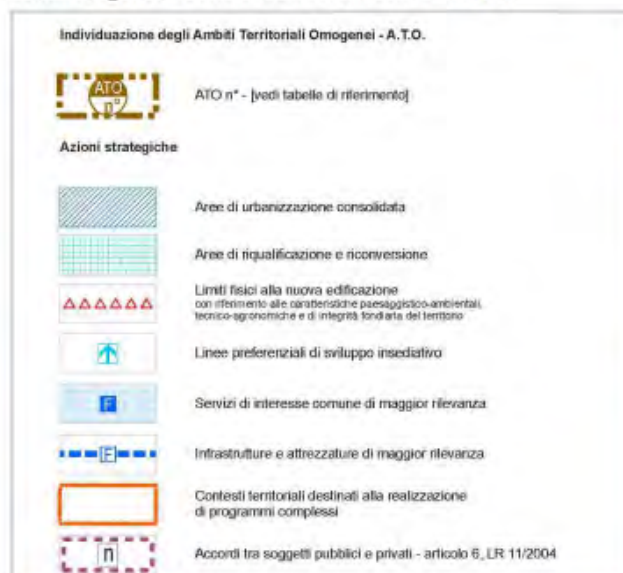 Individuazione degli Ambiti Territoriali Omogenei - A.T.O.
ATO
n°
ATO n° - [vedi tabelle di riferimento]
Azioni strategiche
Aree di urbanizzazione consolidata
Aree di riqualificazione e riconversione
Limiti fisici alla nuova edificazione
con riferimento alle caratteristiche paesaggistico-ambientali,
tecnico-agronomiche e di integrità fondiaria del territorio
Linee preferenziali di sviluppo insediativo
F
Servizi di interesse comune di maggior rilevanza
F
Infrastrutture e attrezzature di maggior rilevanza
Contesti territoriali destinati alla realizzazione
di programmi complessi
n
Accordi tra soggetti pubblici e privati - articolo 6, LR 11/2004